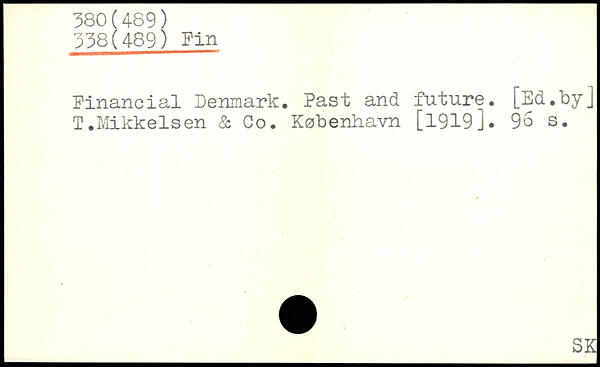 380(489)
338(489) Fin
Financial Denmark. Past and future. [Ed.by]
T.Mikkelsen & Co. København [1919]. 96 s.
SK